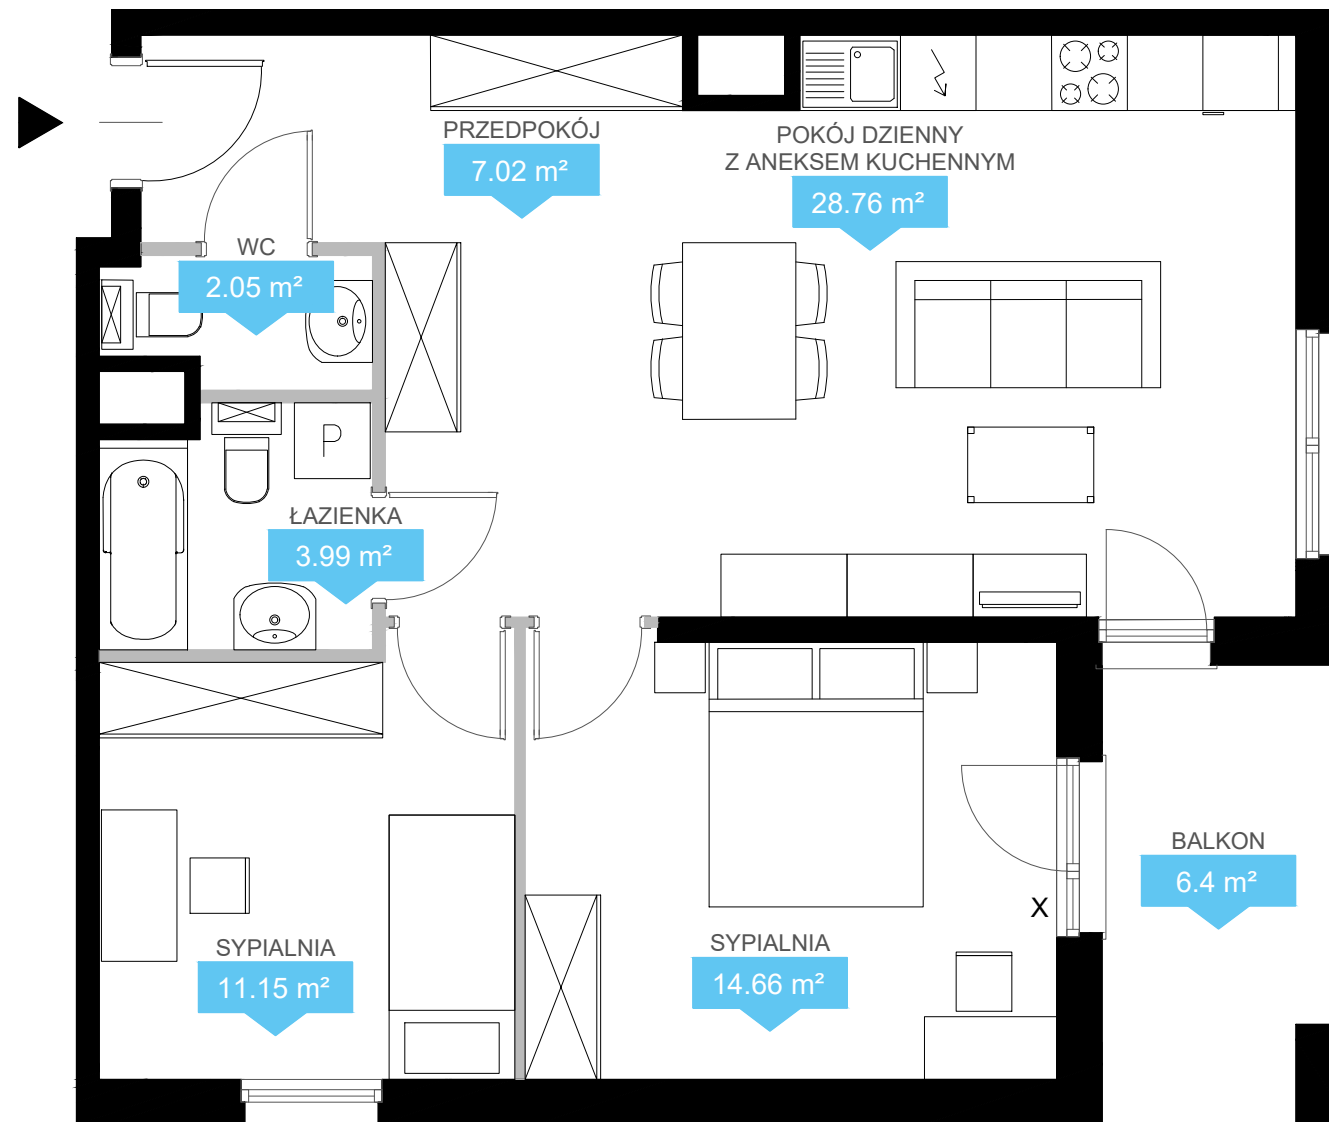 PRZEDPOKÓJ
7.02 m²
POKÓJ DZIENNY
Z ANEKSEM KUCHENNYM
28.76 m²
WC
2.05 m²
P
ŁAZIENKA
3.99 m²
BALKON
6.4 m²
X
SYPIALNIA
11.15 m²
SYPIALNIA
14.66 m²